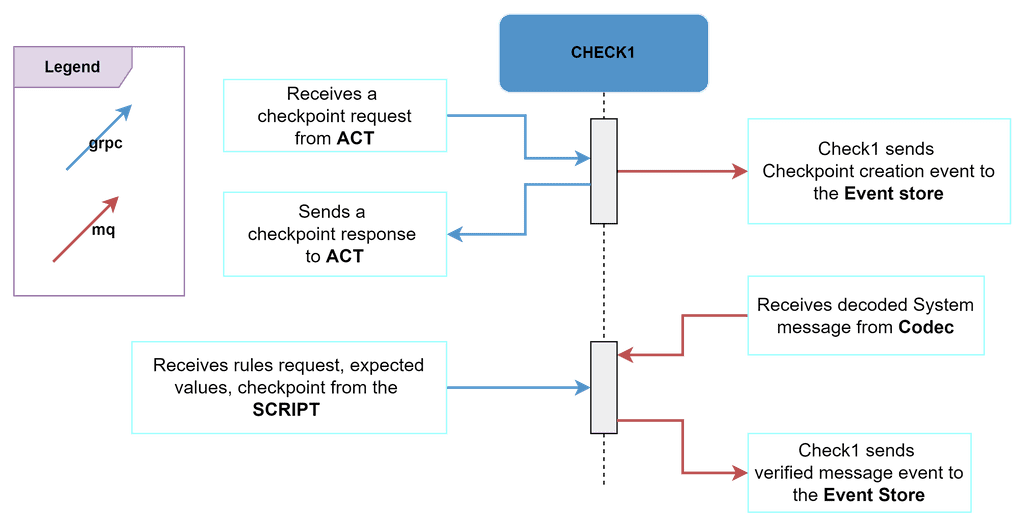 CHECK1
Legend
grpc
mq
Receives a
checkpoint request
from ACT
Check1 sends
Checkpoint creation event to
the Event store
Sends a
checkpoint response
to ACT
Receives decoded System
message from Codec
Receives rules request, expected
values, checkpoint from the
SCRIPT
Check1 sends
verified message event to
the Event Store